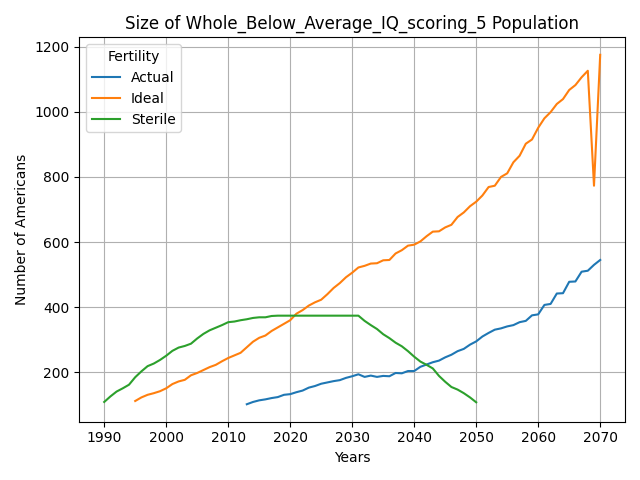 Size of Whole_Below_Average_IQ_scoring_5 Population
Fertility
Actual
Ideal
Sterile
Number of Americans
1200
1000
800
600
400
200
1990 2000 2010 2020 2030 2040 2050 2060 2070
Years